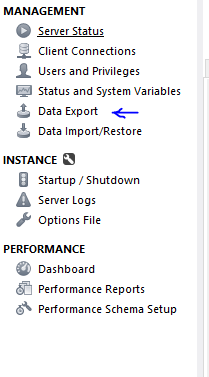 MANAGEMENT
Server Status
Client Connections
Users and Privileges
Status and System Variables
Data Export
Data Import/Restore
INSTANCE
Startup / Shutdown
Server Logs
Options File
PERFORMANCE
Dashboard
Performance Reports
Performance Schema Setup